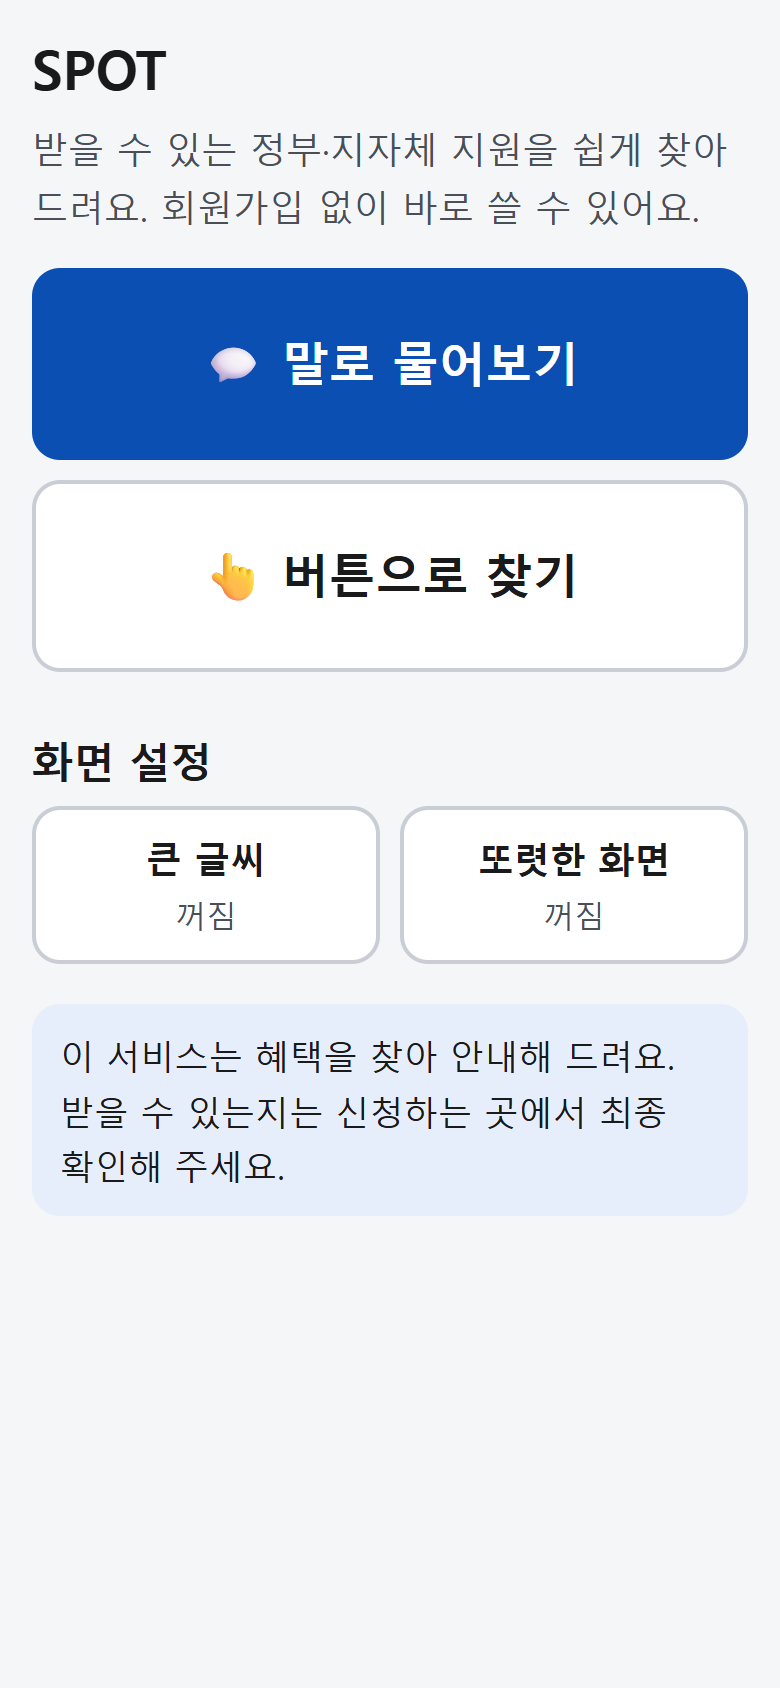 SPOT
받을 수 있는 정부·지자체 지원을 쉽게 찾아
드려요. 회원가입 없이 바로 쓸 수 있어요.
말로 물어보기
버튼으로 찾기
화면 설정
큰 글씨
꺼짐
또렷한 화면
꺼짐
이 서비스는 혜택을 찾아 안내해 드려요.
받을 수 있는지는 신청하는 곳에서 최종
확인해 주세요.